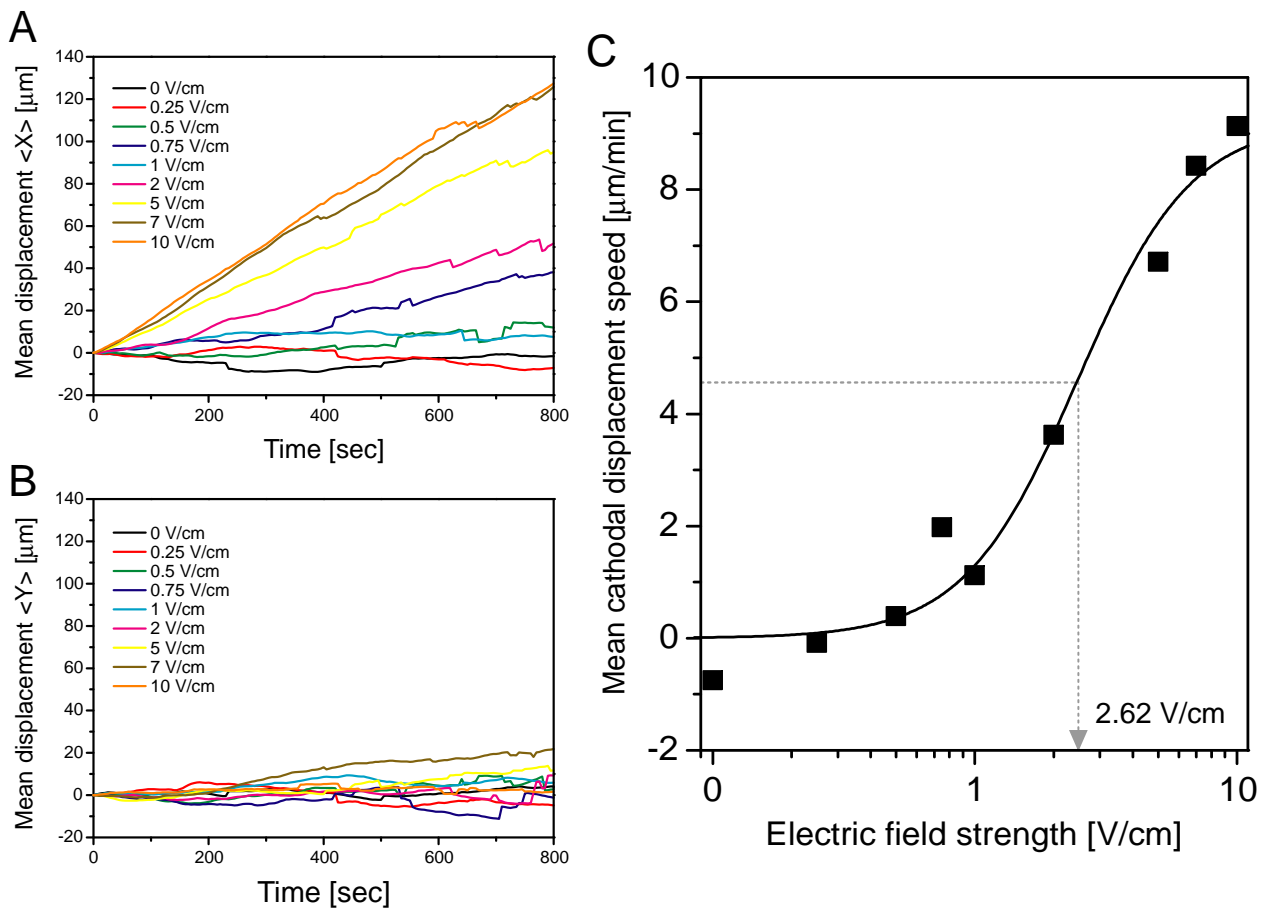 A
Mean displacement <X> [μm]
140
120
100
80
60
40
20
0
-20
0 V/cm
0.25 V/cm
0.5 V/cm
0.75 V/cm
1 V/cm
2 V/cm
5 V/cm
7 V/cm
10 V/cm
0 200 400 600 800
Time [sec]
B
Mean displacement <Y> [μm]
140
120
100
80
60
40
20
0
-20
0 V/cm
0.25 V/cm
0.5 V/cm
0.75 V/cm
1 V/cm
2 V/cm
5 V/cm
7 V/cm
10 V/cm
0 200 400 600 800
Time [sec]
C
Mean cathodal displacement speed [μm/min]
10
8
6
4
2
0
-2
2.62 V/cm
0 1 10
Electric field strength [V/cm]